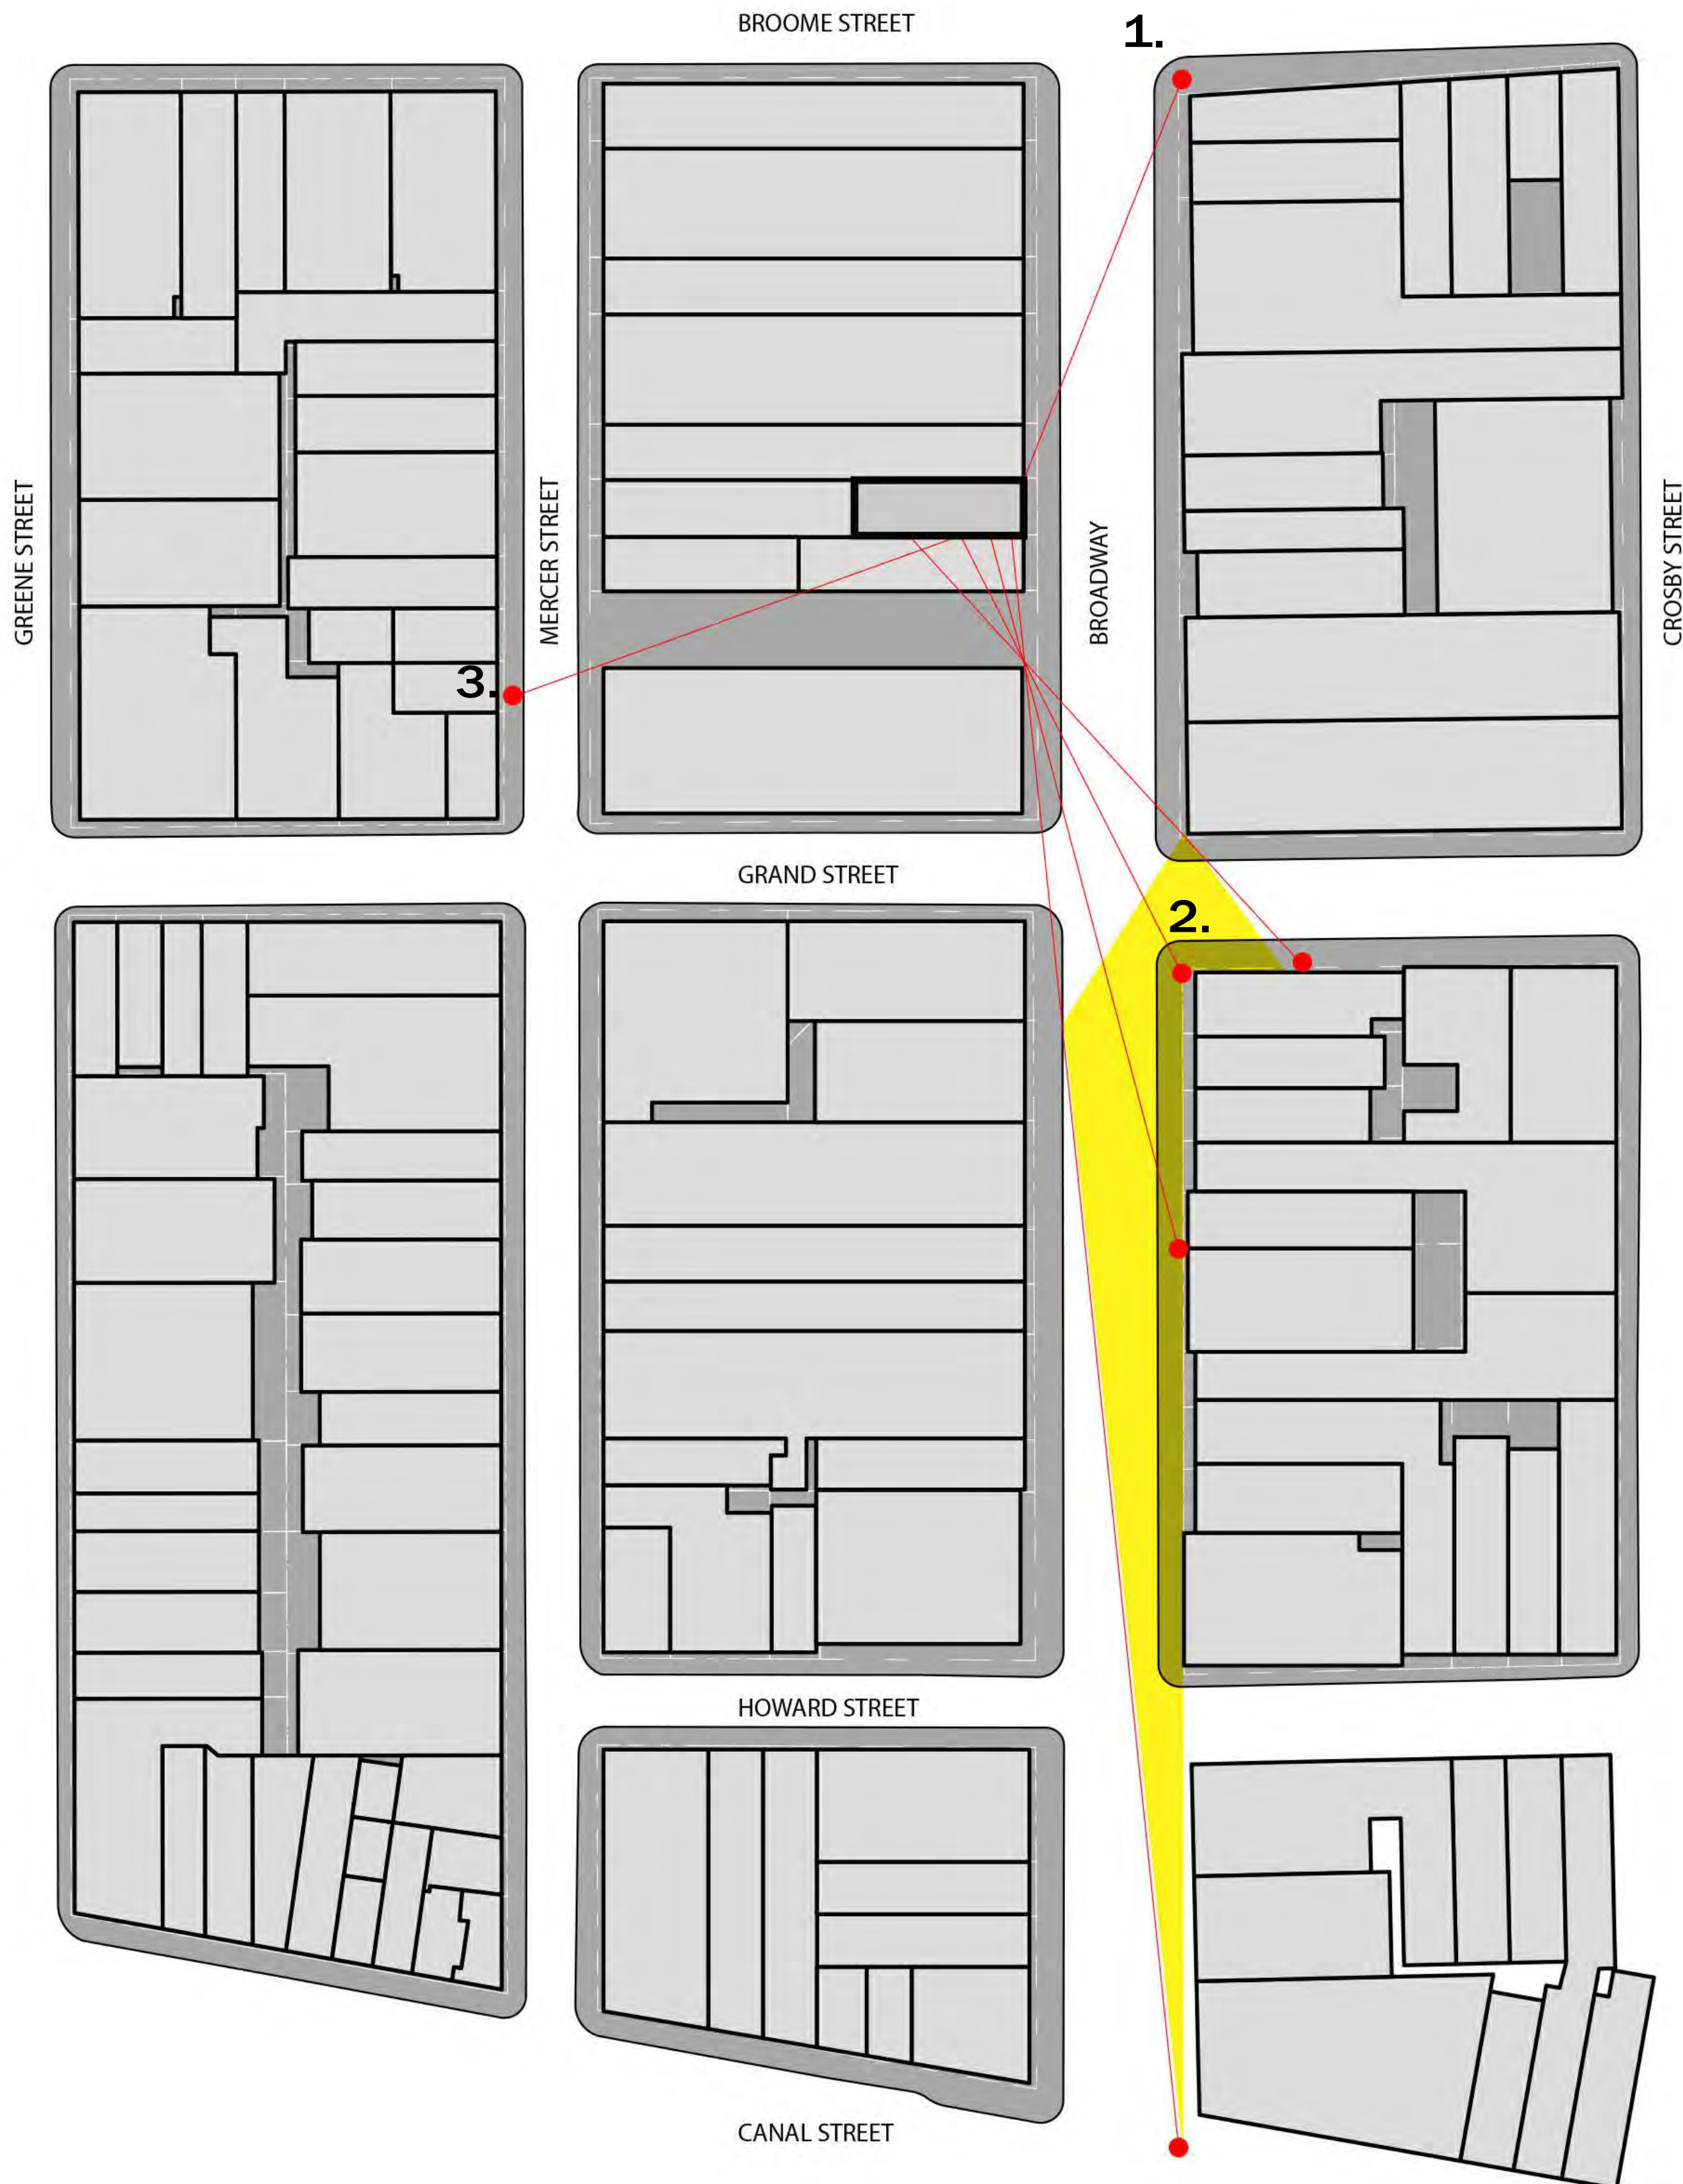 BROOME STREET
1.
GREENE STREET
MERCER STREET
BROADWAY
CROSBY STREET
3.
GRAND STREET
2.
HOWARD STREET
CANAL STREET